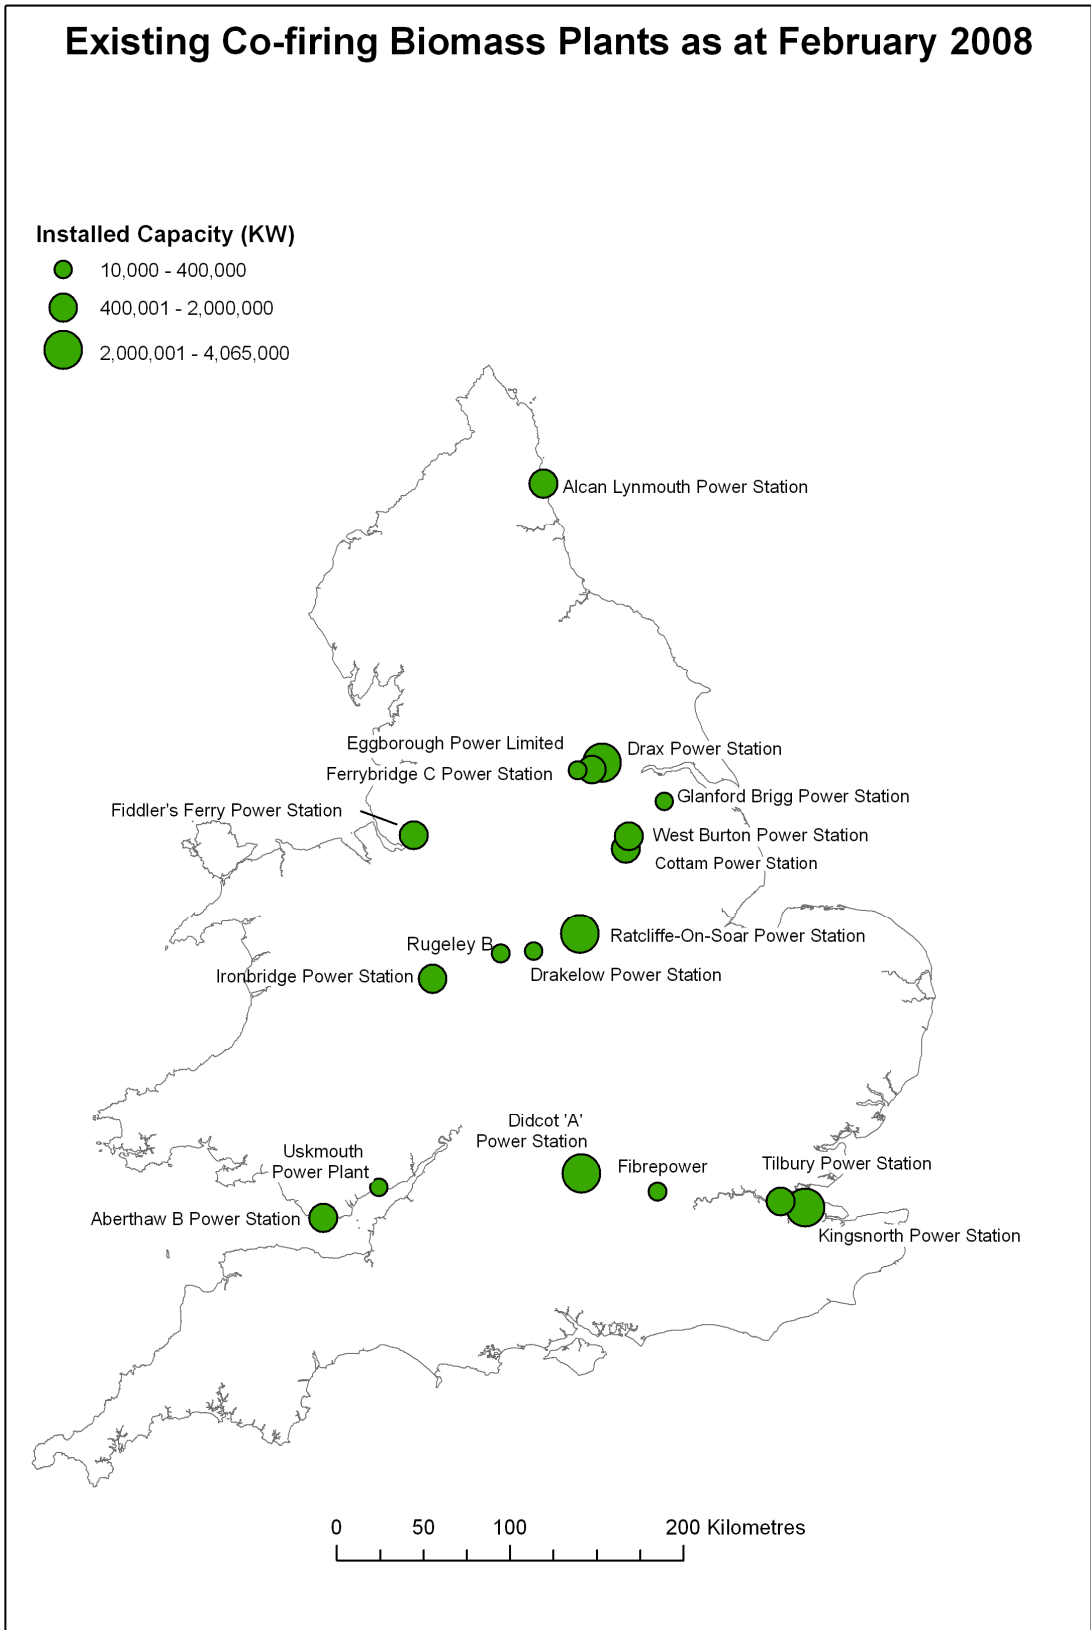 Existing Co-firing Biomass Plants as at February 2008
Installed Capacity (KW)
10,000 - 400,000
400,001 - 2,000,000
2,000,001 - 4,065,000
Alcan Lynmouth Power Station
Eggborough Power Limited
Drax Power Station
Ferrybridge C Power Station
Glanford Brigg Power Station
Fiddler's Ferry Power Station
West Burton Power Station
Cottam Power Station
Ratcliffe-On-Soar Power Station
Rugeley B
Drakelow Power Station
Ironbridge Power Station
Didcot 'A'
Power Station
Uskmouth
Power Plant
Fibrepower
Tilbury Power Station
Aberthaw B Power Station
Kingsnorth Power Station
0 50 100 200 Kilometres